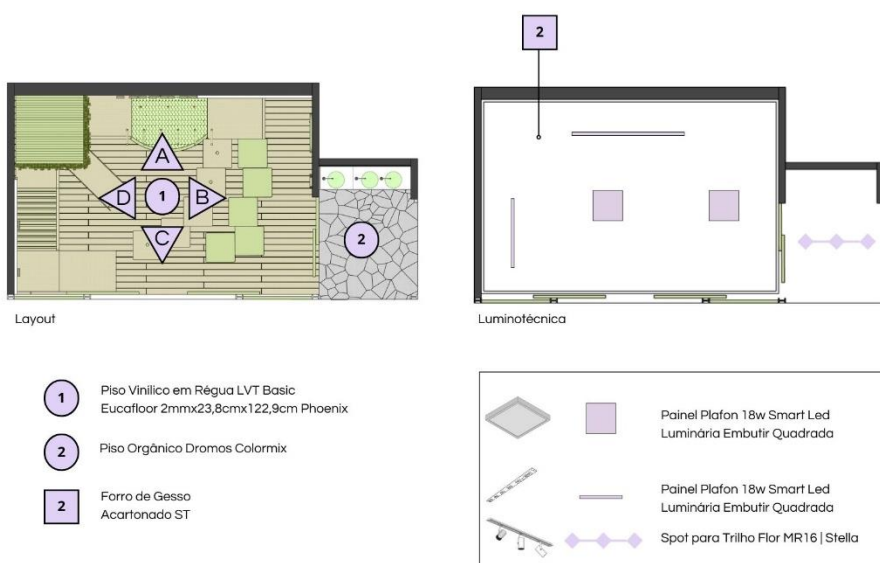 2
A
D
1
B
C
2
Layout
Luminotécnica
1
Piso Vinílico em Régua LVT Basic
Eucafloor 2mmx23,8cmx122,9cm Phoenix
2
Piso Orgânico Dromos Colormix
2
Forro de Gesso
Acartonado ST
Painel Plafon 18w Smart Led
Luminária Embutir Quadrada
Painel Plafon 18w Smart Led
Luminária Embutir Quadrada
Spot para Trilho Flor MR16 | Stella